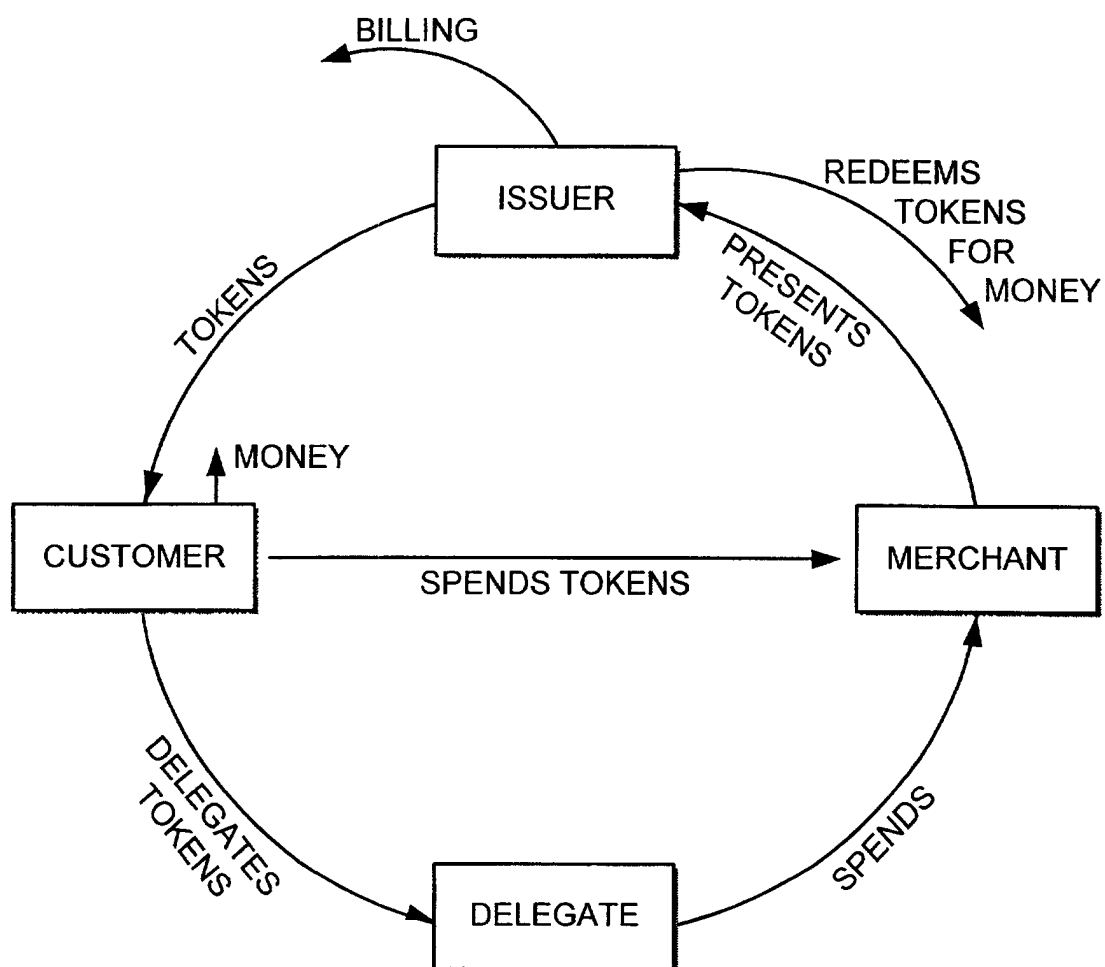 BILLING
ISSUER
REDEEMS
TOKENS
FOR
MONEY
PRESENTS
TOKENS
TOKENS
MONEY
CUSTOMER
SPENDS TOKENS
MERCHANT
DELEGATES
TOKENS
SPENDS
DELEGATE